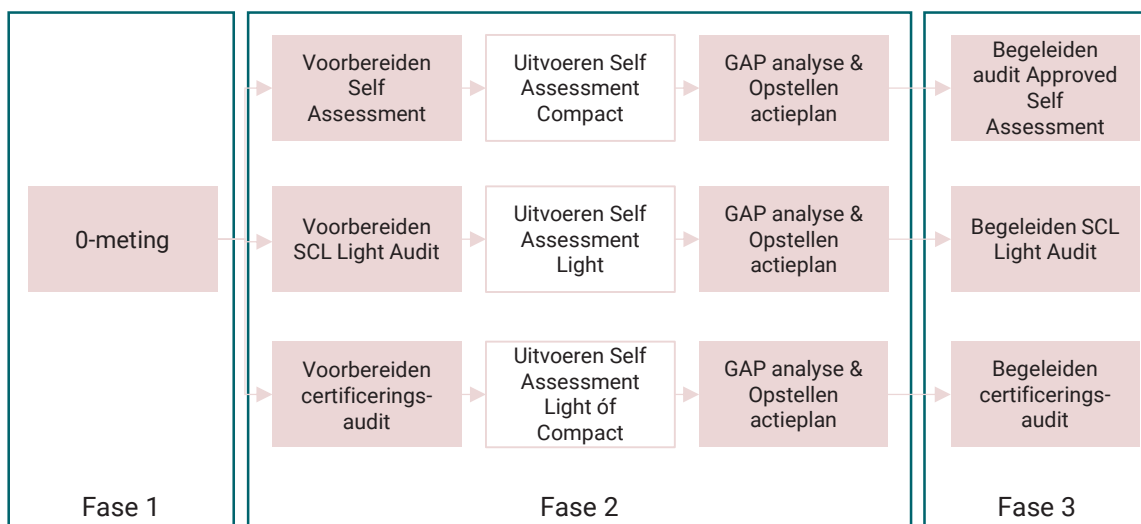 0-meting
Fase 1
Voorbereiden
Self
Assessment
Uitvoeren Self
Assessment
Compact
GAP analyse &
Opstellen
actieplan
Voorbereiden
SCL Light Audit
Uitvoeren Self
Assessment
Light
GAP analyse &
Opstellen
actieplan
Voorbereiden
certificerings-
audit
Uitvoeren Self
Assessment
Light óf
Compact
GAP analyse &
Opstellen
actieplan
Fase 2
Begeleiden
audit Approved
Self
Assessment
Begeleiden SCL
Light Audit
Begeleiden
certificerings-
audit
Fase 3